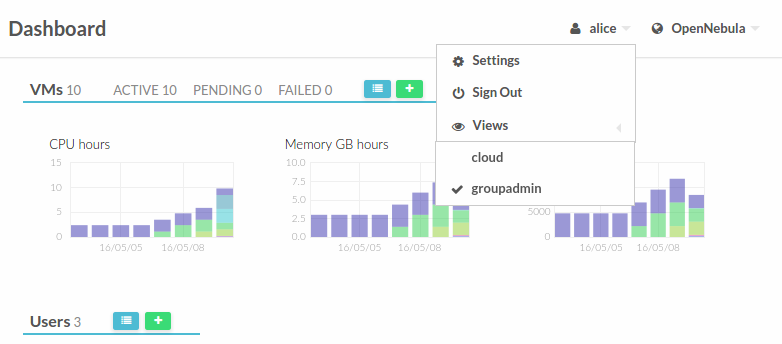 Dashboard alice OpenNebula
Settings
VMs 10 ACTIVE 10 PENDING 0 FAILED 0
Sign Out
Views
CPU hours
Memory GB hours
cloud
groupadmin
15
10
5
0
16/05/05 16/05/08
10.0
7.5
5.0
2.5
0.0
16/05/05 16/05/08
5000
0
16/05/05 16/05/08
Users 3